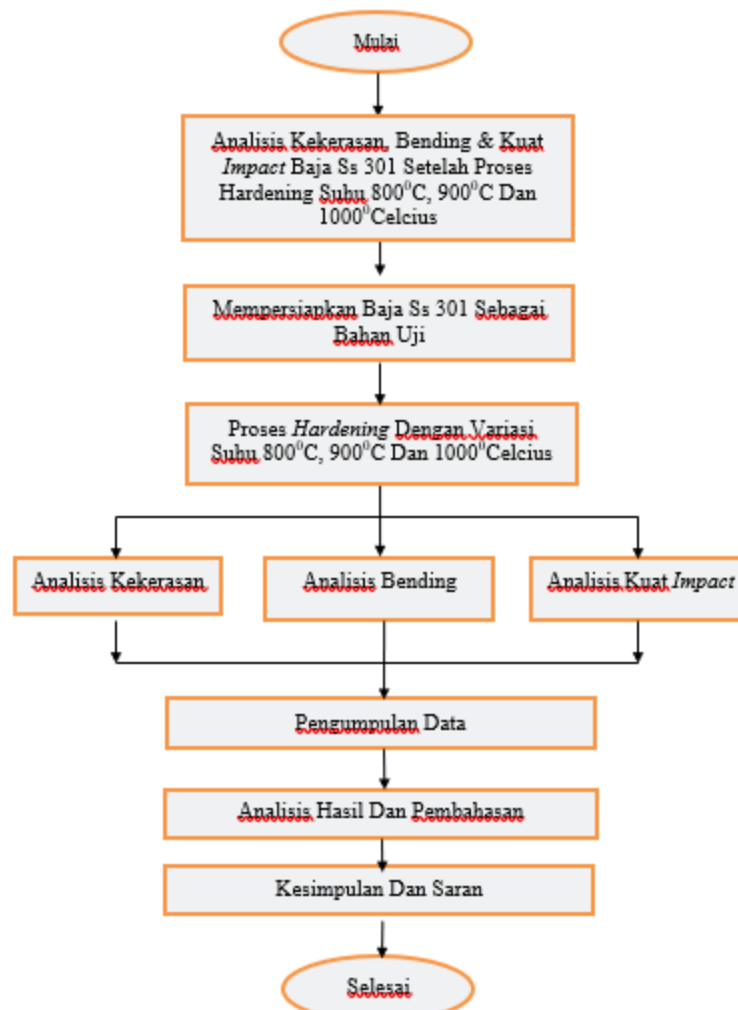 Mulai
Analisis Kekerasan, Bending & Kuat
Impact Baja Ss 301 Setelah Proses
Hardening Suhu 800⁰C, 900⁰C Dan
1000⁰Celcius
Mempersiapkan Baja Ss 301 Sebagai
Bahan Uji
Proses Hardening Dengan Variasi
Suhu 800⁰C, 900⁰C Dan 1000⁰Celcius
Analisis Kekerasan
Analisis Bending
Analisis Kuat Impact
Pengumpulan Data
Analisis Hasil Dan Pembahasan
Kesimpulan Dan Saran
Selesai